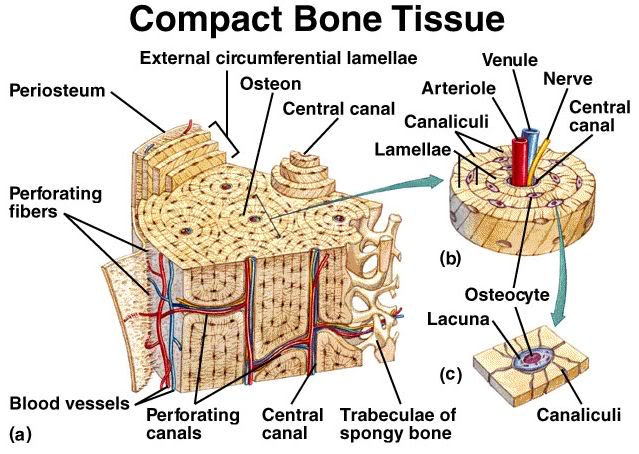 Compact Bone Tissue
External circumferential lamellae
Periosteum
Osteon
Central canal
Perforating
fibers
Blood vessels
(a)
Perforating
canals
Central
canal
Trabeculae of
spongy bone
Venule
Arteriole
Nerve
Canaliculi
Central
canal
Lamellae
(b)
Osteocyte
Lacuna
(c)
Canaliculi